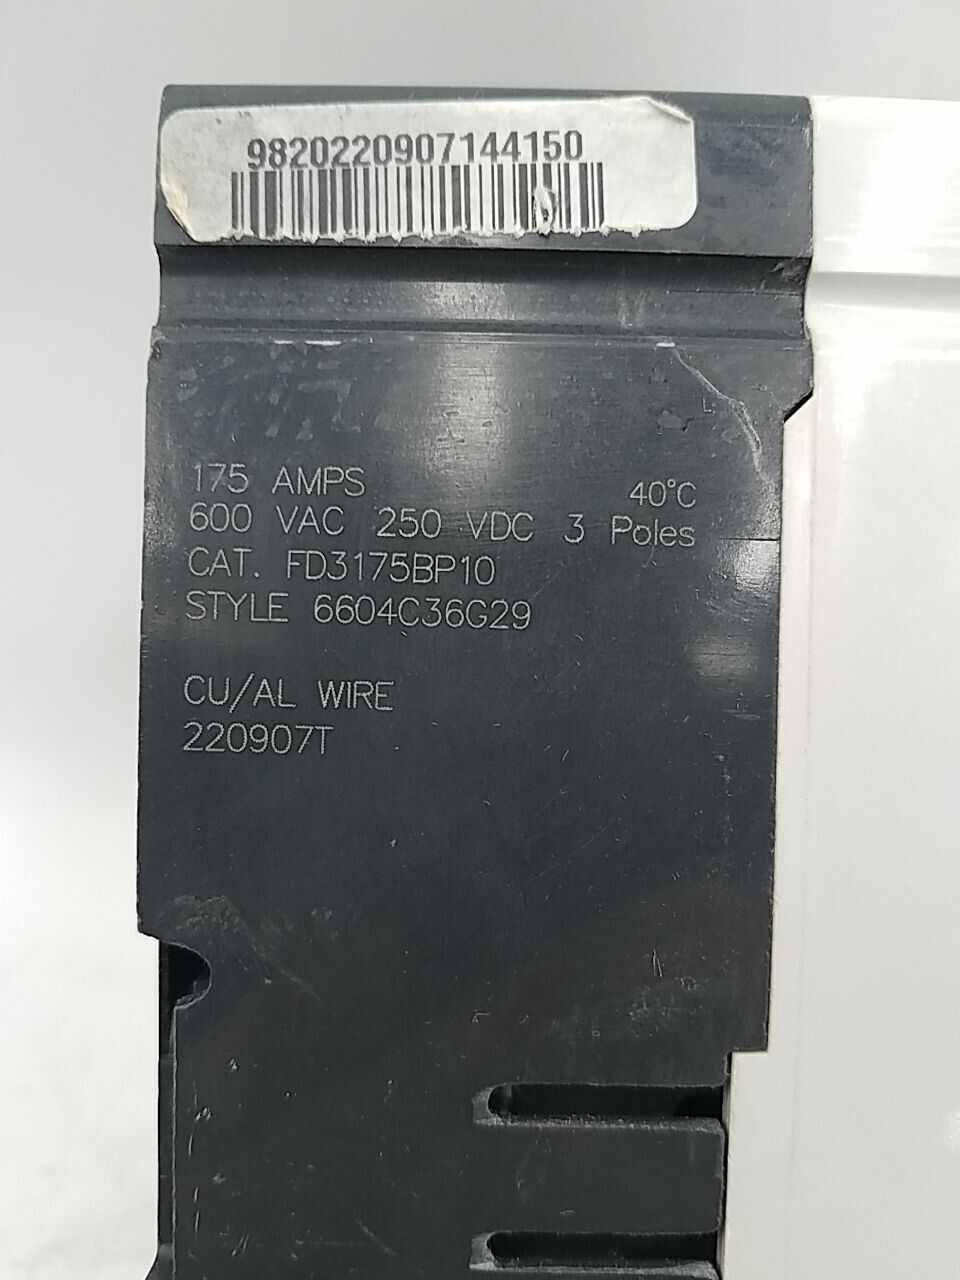 9820220907144150
175 AMPS 40°C
600 VAC 250 VDC 3 Poles
CAT. FD3175BP10
STYLE 6604C36G29
CU/AL WIRE
220907T